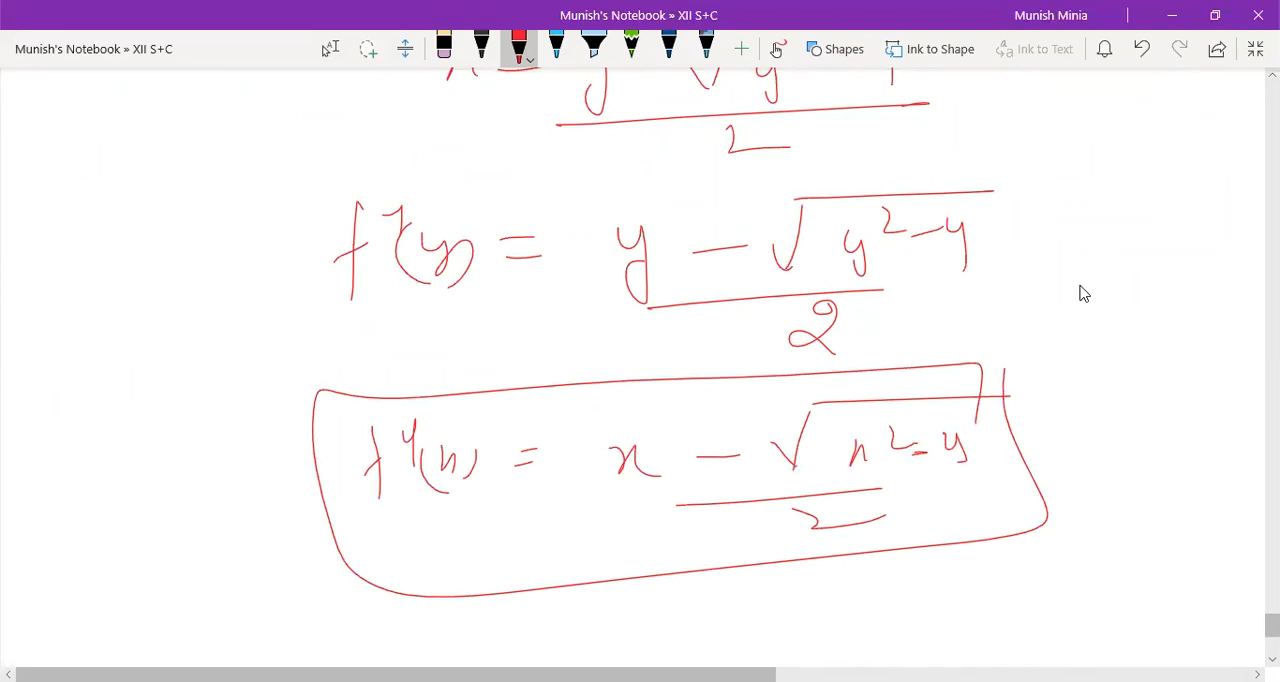 Munish's Notebook » XII S+C
Munish Minia
Munish's Notebook » XII S+C
Shapes
Ink to Shape
Ink to Text
2
f⁻¹(y) = y - √(y² - 4)
2
f⁻¹(x) = x - √(x² - 4)
2